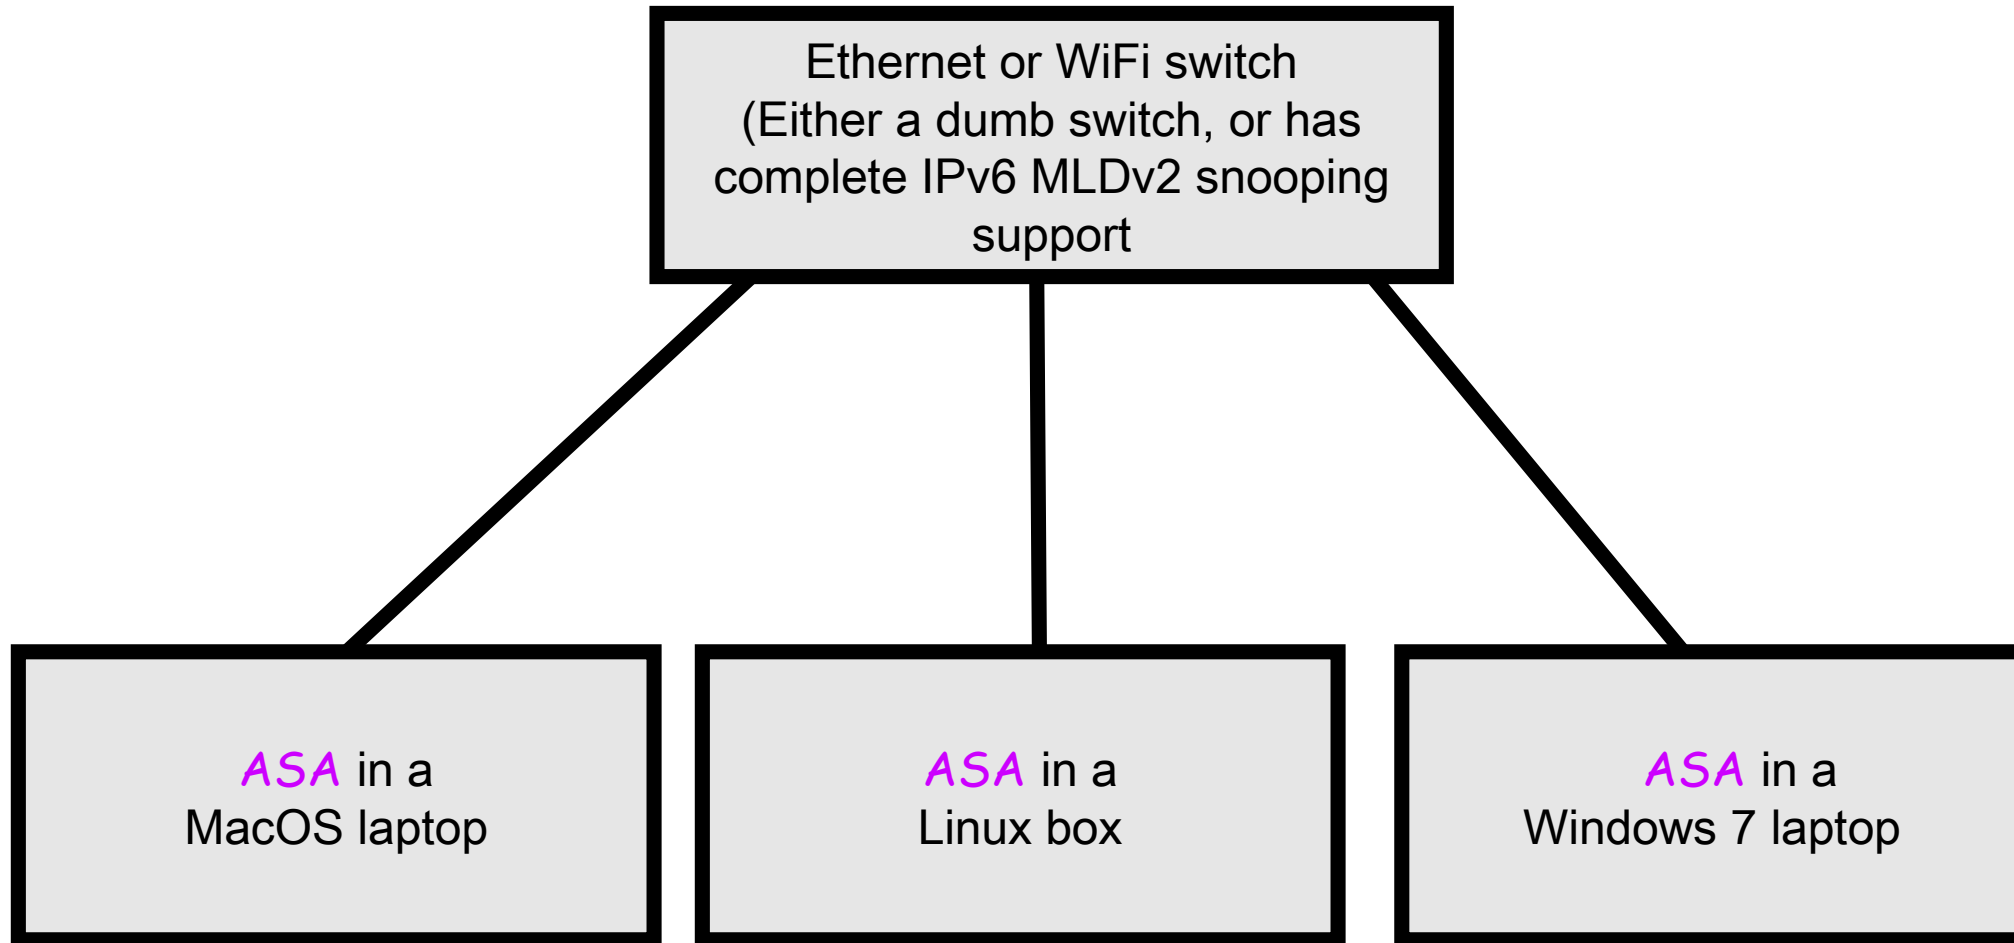 Ethernet or WiFi switch
(Either a dumb switch, or has
complete IPv6 MLDv2 snooping
support
ASA in a
MacOS laptop
ASA in a
Linux box
ASA in a
Windows 7 laptop